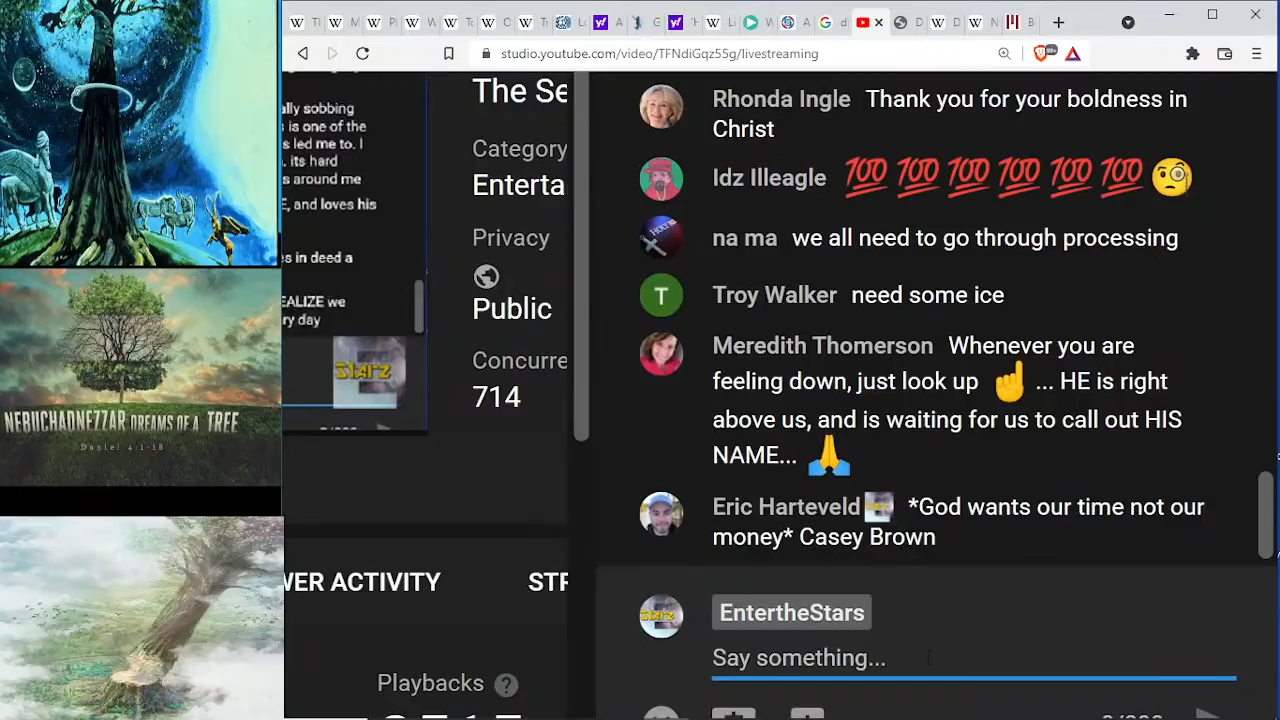 studio.youtube.com/video/TFNdiGqz55g/livestreaming
99+
NEBUCHADNEZZAR DREAMS OF A TREE
Daniel 4:1-18
ally sobbing
s is one of the
s led me to. I
. its hard
s around me
E, and loves his
es in deed a
EALIZE we
ry day
Starz
The Se
Category
Enterta
Privacy
Public
Concurre
714
WER ACTIVITY
STF
Playbacks ?
Rhonda Ingle Thank you for your boldness in
Christ
Idz Illeagle 💯 💯 💯 💯 💯 💯 🧐
na ma we all need to go through processing
T
Troy Walker need some ice
Meredith Thomerson Whenever you are
feeling down, just look up ☝️ ... HE is right
above us, and is waiting for us to call out HIS
NAME... 🙏
Eric Harteveld *God wants our time not our
money* Casey Brown
Starz
EntertheStars
Say something...